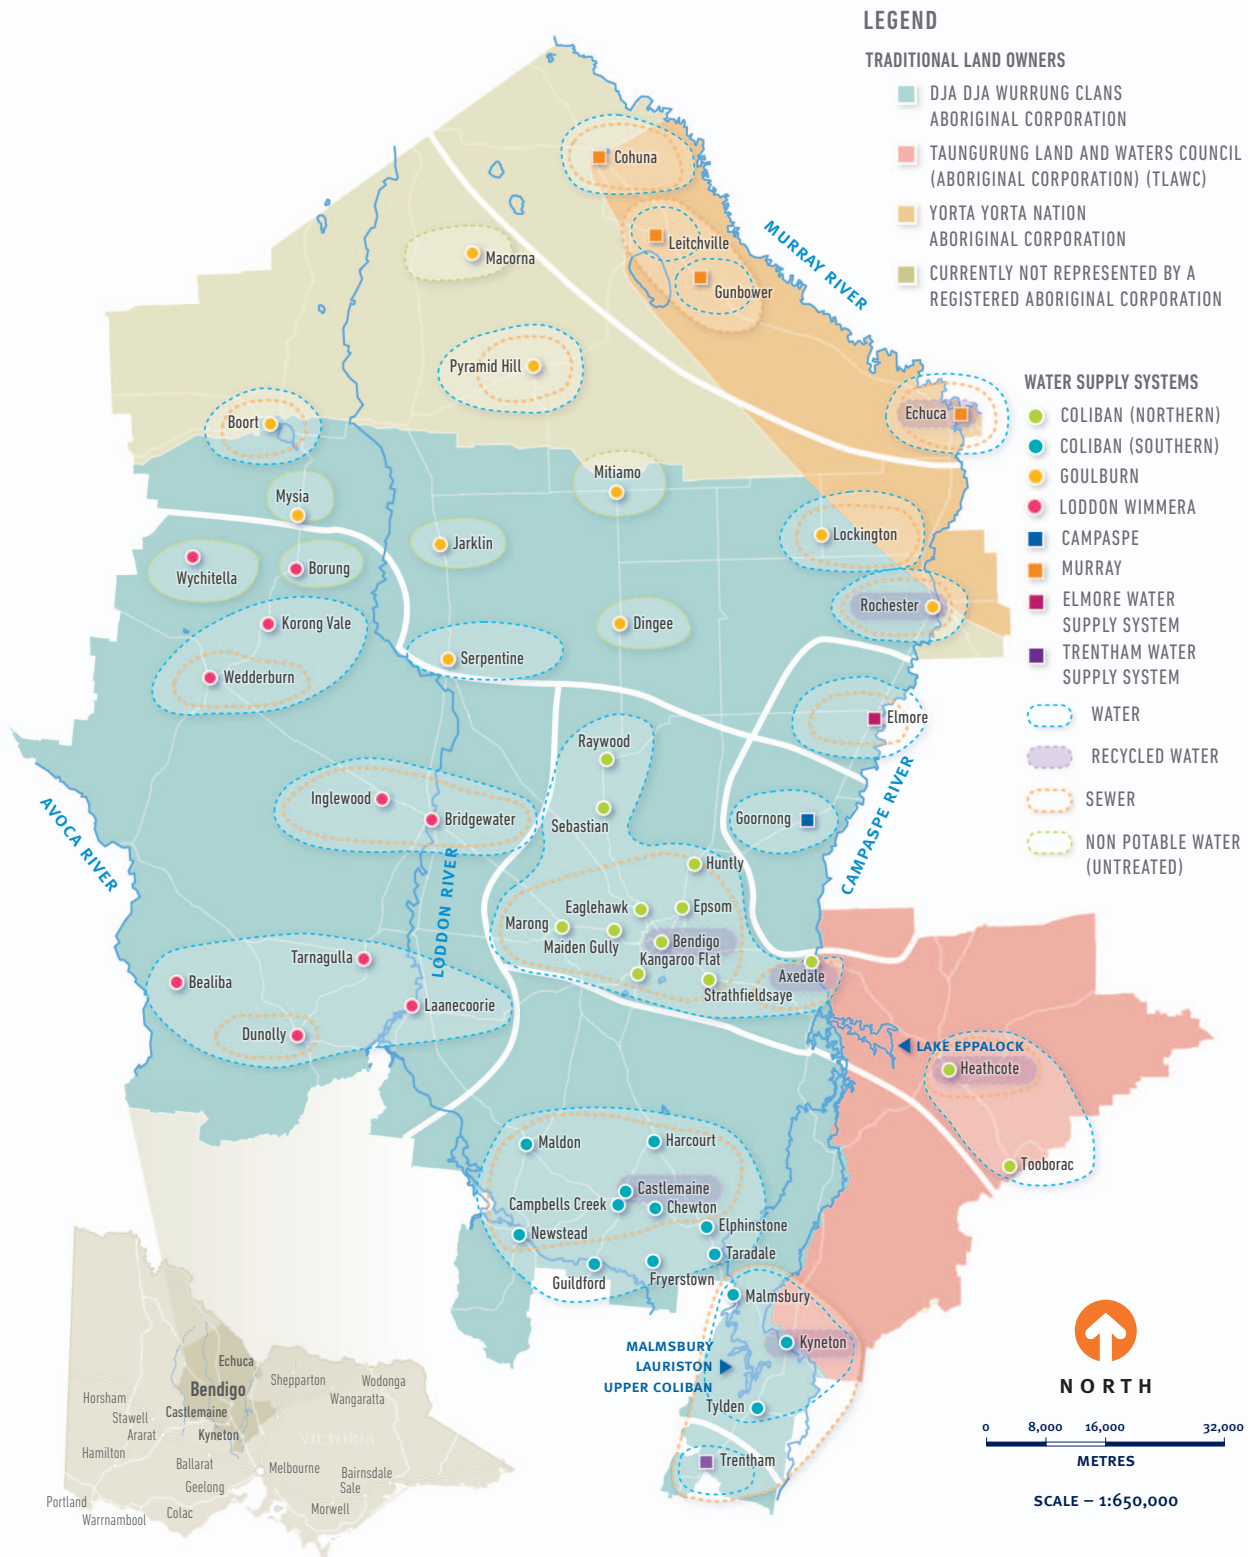 LEGEND
TRADITIONAL LAND OWNERS
DJA DJA WURRUNG CLANS
ABORIGINAL CORPORATION
TAUNGURUNG LAND AND WATERS COUNCIL
(ABORIGINAL CORPORATION) (TLAWC)
YORTA YORTA NATION
ABORIGINAL CORPORATION
CURRENTLY NOT REPRESENTED BY A
REGISTERED ABORIGINAL CORPORATION
WATER SUPPLY SYSTEMS
COLIBAN (NORTHERN)
COLIBAN (SOUTHERN)
GOULBURN
LODDON WIMMERA
CAMPASPE
MURRAY
ELMORE WATER
SUPPLY SYSTEM
TRENTHAM WATER
SUPPLY SYSTEM
WATER
RECYCLED WATER
SEWER
NON POTABLE WATER
(UNTREATED)
Cohuna
Leitchville
MURRAY RIVER
Macorna
Gunbower
Pyramid Hill
Echuca
Boort
Mitiamo
Mysia
Lockington
Jarklin
Borung
Wychitella
Rochester
Korong Vale
Dingee
Serpentine
Wedderburn
Elmore
Raywood
Inglewood
Bridgewater
Sebastian
Goornong
CAMPASPE RIVER
AVOCA RIVER
LODDON RIVER
Huntly
Eaglehawk
Epsom
Marong
Maiden Gully
Bendigo
Kangaroo Flat
Tarnagulla
Axedale
Bealiba
Strathfieldsaye
Laanecoorie
Dunolly
LAKE EPPALOCK
Heathcote
Maldon
Harcourt
Tooborac
Castlemaine
Campbells Creek
Chewton
Elphinstone
Newstead
Taradale
Guildford
Fryerstown
Malmsbury
MALMSBURY
LAURISTON
UPPER COLIBAN
Kyneton
Tylden
Trentham
Echuca
Bendigo
Shepparton
Wodonga
Wangaratta
Horsham
Castlemaine
Stawell
Ararat
Kyneton
VICTORIA
Hamilton
Ballarat
Melbourne
Bairnsdale
Geelong
Sale
Portland
Colac
Morwell
Warrnambool
NORTH
0 8,000 16,000 32,000
METRES
SCALE – 1:650,000